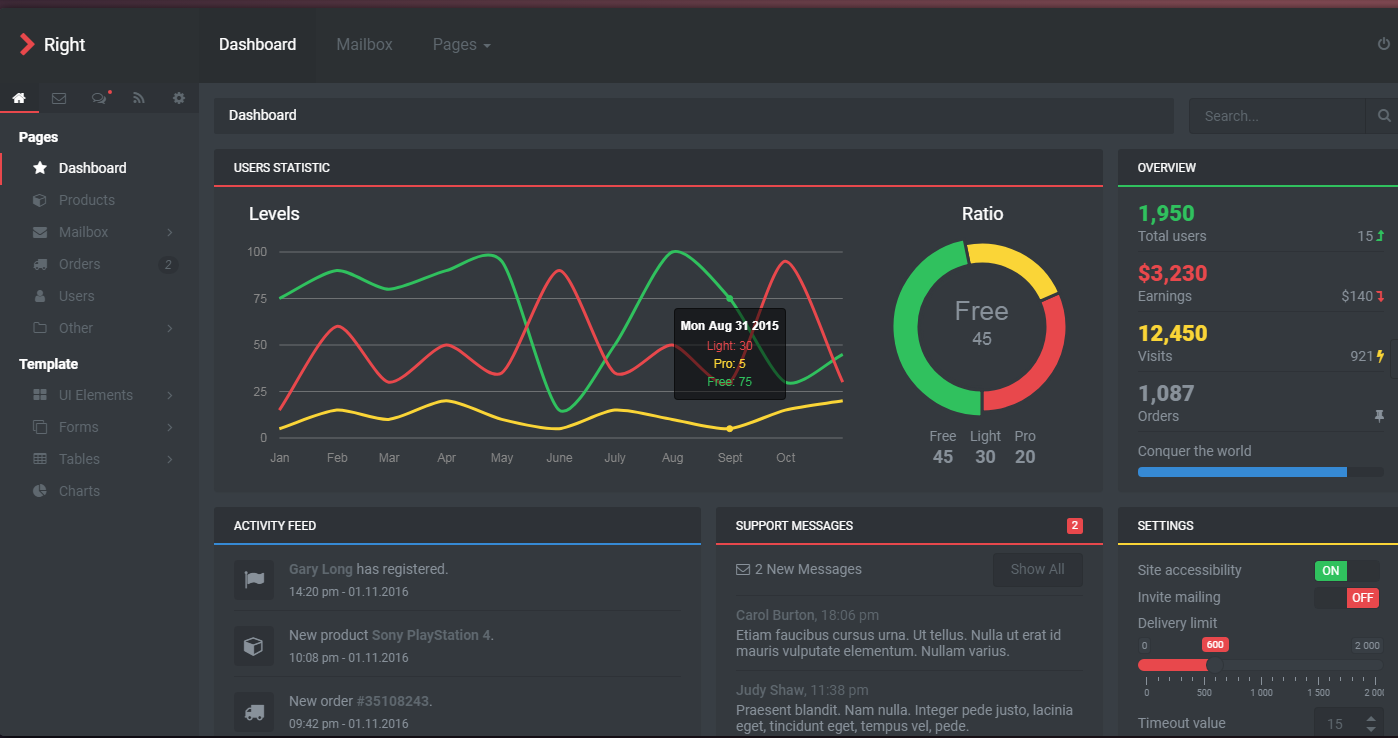 Right
Dashboard Mailbox Pages
Pages
Dashboard
Products
Mailbox
Orders 2
Users
Other
Template
UI Elements
Forms
Tables
Charts
Dashboard
Search...
USERS STATISTIC
Levels
100
75
50
25
0
Jan Feb Mar Apr May June July Aug Sept Oct
Mon Aug 31 2015
Light: 30
Pro: 5
Free: 75
Ratio
Free
45
Free Light Pro
45 30 20
OVERVIEW
1,950
Total users 15
$3,230
Earnings $140
12,450
Visits 921
1,087
Orders
Conquer the world
ACTIVITY FEED
Gary Long has registered.
14:20 pm - 01.11.2016
New product Sony PlayStation 4.
10:08 pm - 01.11.2016
New order #35108243.
09:42 pm - 01.11.2016
SUPPORT MESSAGES 2
2 New Messages Show All
Carol Burton, 18:06 pm
Etiam faucibus cursus urna. Ut tellus. Nulla ut erat id
mauris vulputate elementum. Nullam varius.
Judy Shaw, 11:38 pm
Praesent blandit. Nam nulla. Integer pede justo, lacinia
eget, tincidunt eget, tempus vel, pede.
SETTINGS
Site accessibility ON
Invite mailing OFF
Delivery limit
0 600 2 000
0 500 1 000 1 500 2 00
Timeout value 15